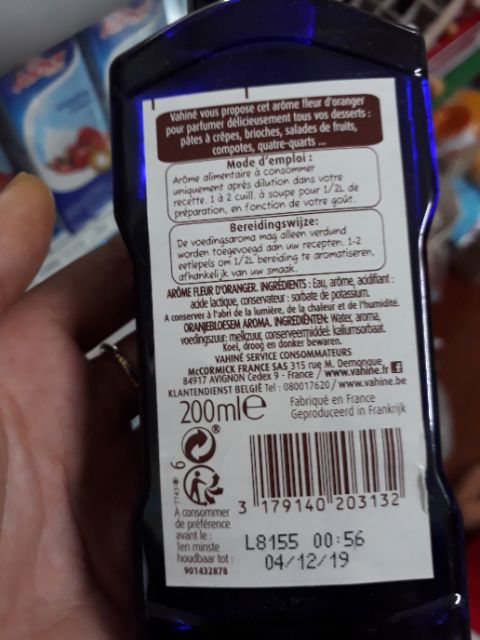 Vahiné vous propose cet arôme fleur d'oranger
pour parfumer délicieusement tous vos desserts :
pâtes à crêpes, brioches, salades de fruits,
compotes, quatre-quarts ...
Mode d'emploi :
Arôme alimentaire à consommer
uniquement après dilution dans votre
recette. 1 à 2 cuill. à soupe pour 1/2L de
préparation, en fonction de votre goût.
Bereidingswijze:
De voedingsaroma mag alleen verdund
worden toegevoegd aan uw recepten. 1-2
eetlepels om 1/2L bereiding te aromatiseren,
afhankelijk van uw smaak.
ARÔME FLEUR D'ORANGER. INGRÉDIENTS : Eau, arôme, acidifiant :
acide lactique, conservateur : sorbate de potassium.
A conserver à l'abri de la lumière, de la chaleur et de l'humidité.
ORANJEBLOESEM AROMA. INGREDIËNTEN: Water, aroma,
voedingszuur: melkzuur, conserveermiddel: kaliumsorbaat.
Koel, droog en donker bewaren.
VAHINÉ SERVICE CONSOMMATEURS
McCORMICK FRANCE SAS 315 rue M. Demonque
84917 AVIGNON Cedex 9 - France / www.vahine.fr f
KLANTENDIENST BELGIË Tel : 080017620 / www.vahine.be
200ml e
Fabriqué en France
Geproduceerd in Frankrijk
A consommer
de préférence
avant le :
Ten minste
houdbaar tot :
901432878
3 179140 203132
L8155 00:56
04/12/19